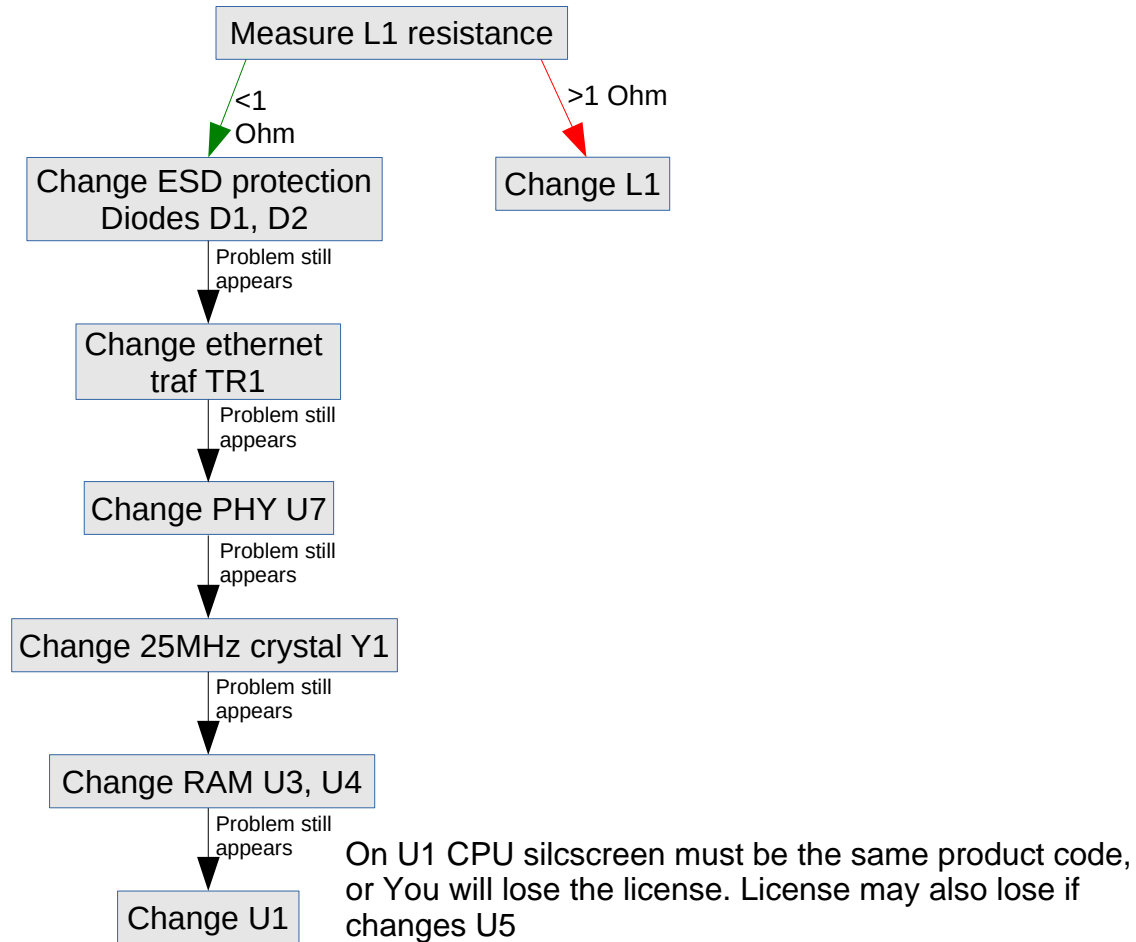 Measure L1 resistance
<1
Ohm
>1 Ohm
Change ESD protection
Diodes D1, D2
Change L1
Problem still
appears
Change ethernet
traf TR1
Problem still
appears
Change PHY U7
Problem still
appears
Change 25MHz crystal Y1
Problem still
appears
Change RAM U3, U4
Problem still
appears
Change U1
On U1 CPU silcscreen must be the same product code,
or You will lose the license. License may also lose if
changes U5